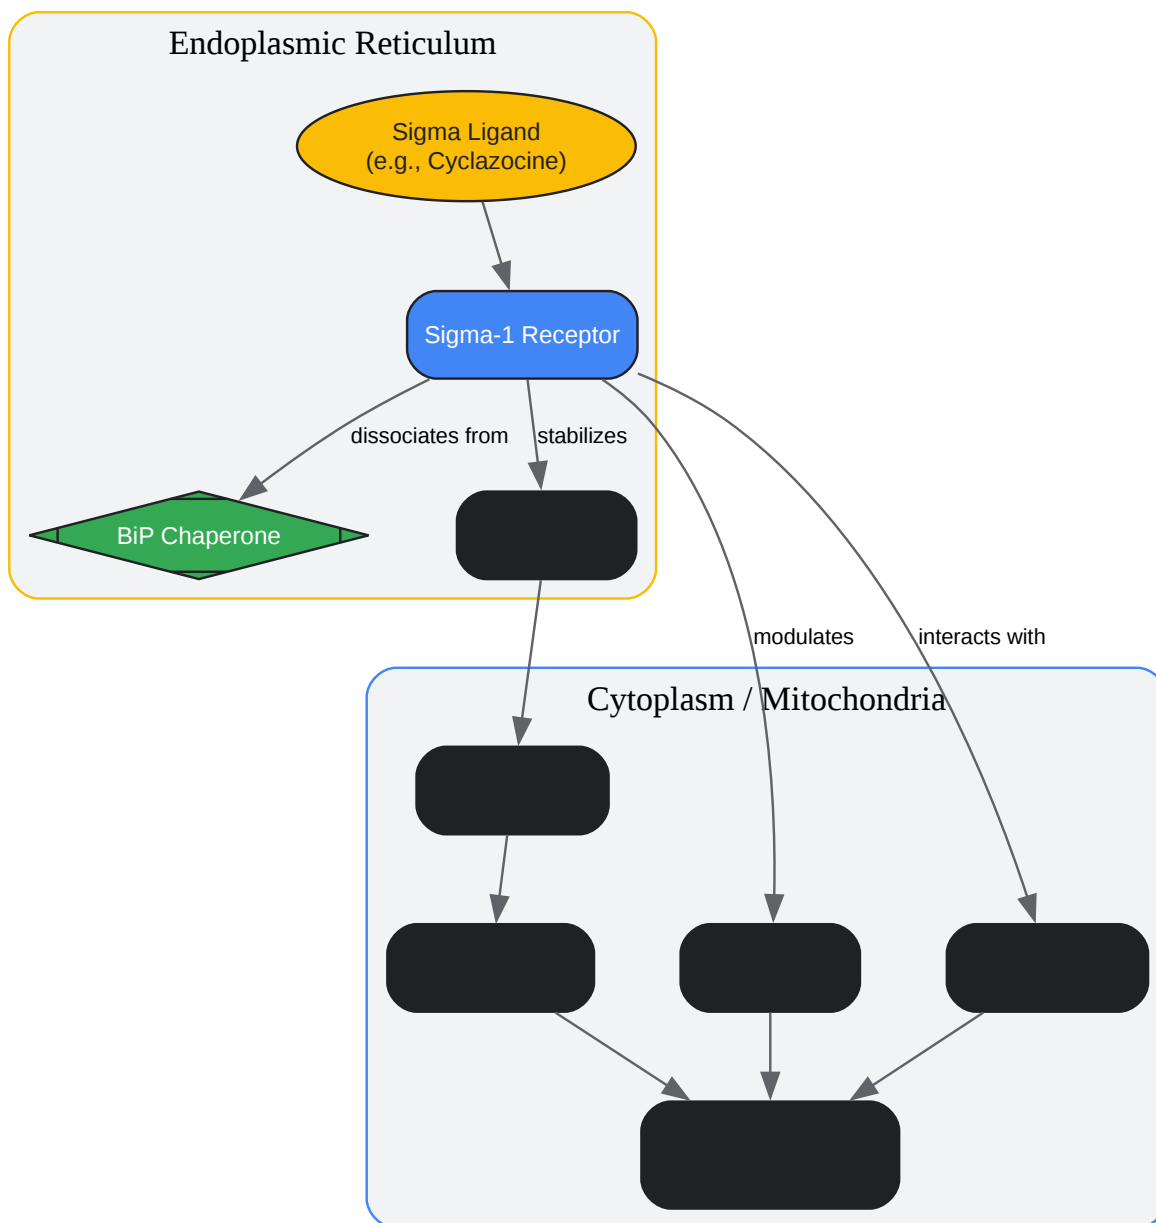 Endoplasmic Reticulum
Sigma Ligand
(e.g., Cyclazocine)
Sigma-1 Receptor
dissociates from
stabilizes
BiP Chaperone
modulates
interacts with
Cytoplasm / Mitochondria